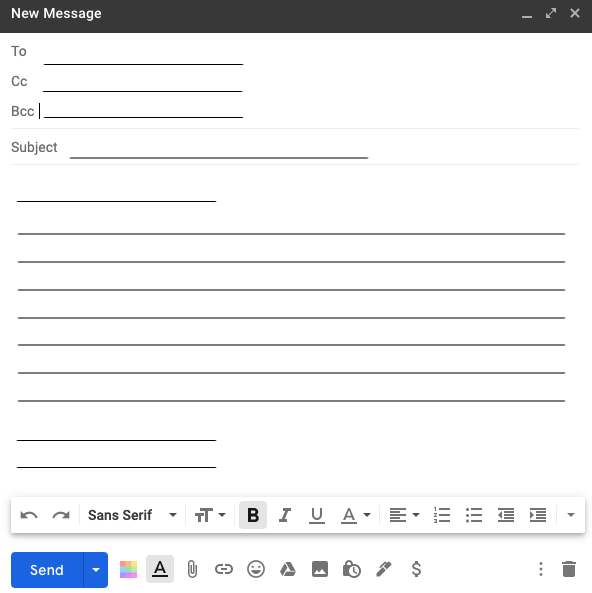 New Message
To
Cc
Bcc
Subject
Sans Serif
B I U A
Send A $